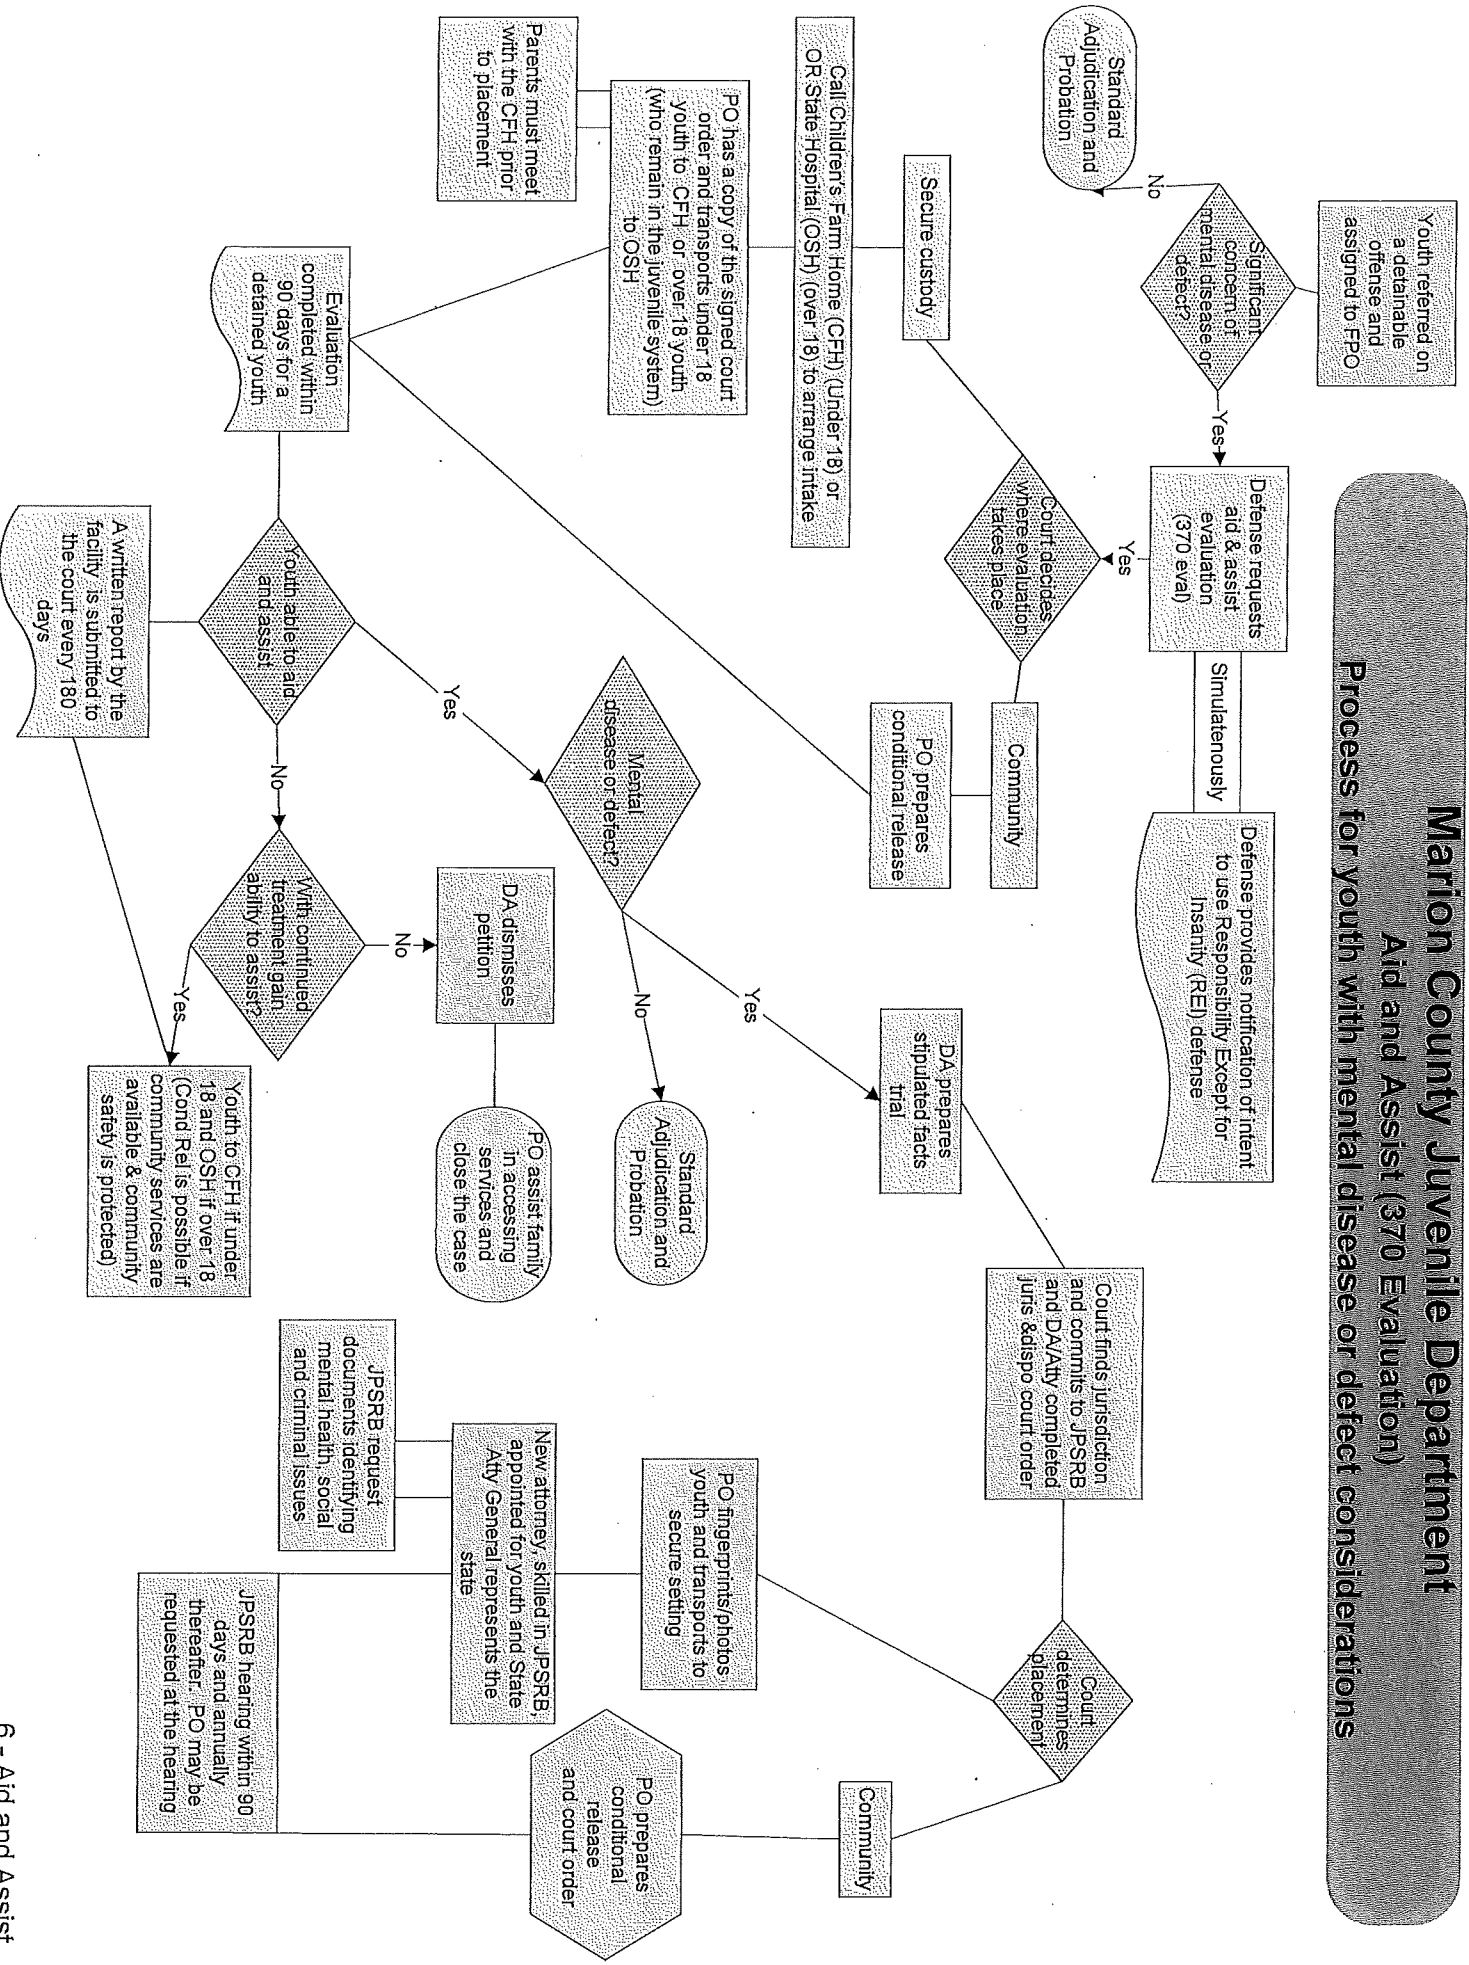 Marion County Juvenile Department
Aid and Assist (370 Evaluation)
Process for youth with mental disease or defect considerations
Youth referred on
a detainable
offense and
assigned to FPO
Significant
concern of
mental disease or
defect?
No
Standard
Adjudication and
Probation
Yes
Defense requests
aid & assist
evaluation
(370 eval)
Simulatenously
Defense provides notification of intent
to use Responsibility Except for
Insanity (REI) defense
Yes
Court decides
where evaluation
takes place
Secure custody
Community
PO prepares
conditional release
Call Children's Farm Home (CFH) (Under 18) or
OR State Hospital (OSH) (over 18) to arrange intake
PO has a copy of the signed court
order and transports under 18
youth to CFH or over 18 youth
(who remain in the juvenile system)
to OSH
Parents must meet
with the CFH prior
to placement
Evaluation
completed within
90 days for a
detained youth
Youth able to aid
and assist
A written report by the
facility is submitted to
the court every 180
days
Yes
No
Mental
disease or defect?
Yes
No
Standard
Adjudication and
Probation
With continued
treatment gain
ability to assist?
No
Yes
DA dismisses
petition
PO assist family
in accessing
services and
close the case
Youth to CFH if under
18 and OSH if over 18
(Cond Rel is possible if
community services are
available & community
safety is protected)
DA prepares
stipulated facts
trial
Court finds jurisdiction
and commits to JPSRB
and DA/Atty completed
juris &dispo court order
Court
determines
placement
PO fingerprints/photos
youth and transports to
secure setting
Community
New attorney, skilled in JPSRB,
appointed for youth and State
Atty General represents the
state
PO prepares
conditional
release
and court order
JPSRB request
documents identifying
mental health, social
and criminal issues
JPSRB hearing within 90
days and annually
thereafter. PO may be
requested at the hearing
6 - Aid and Assist